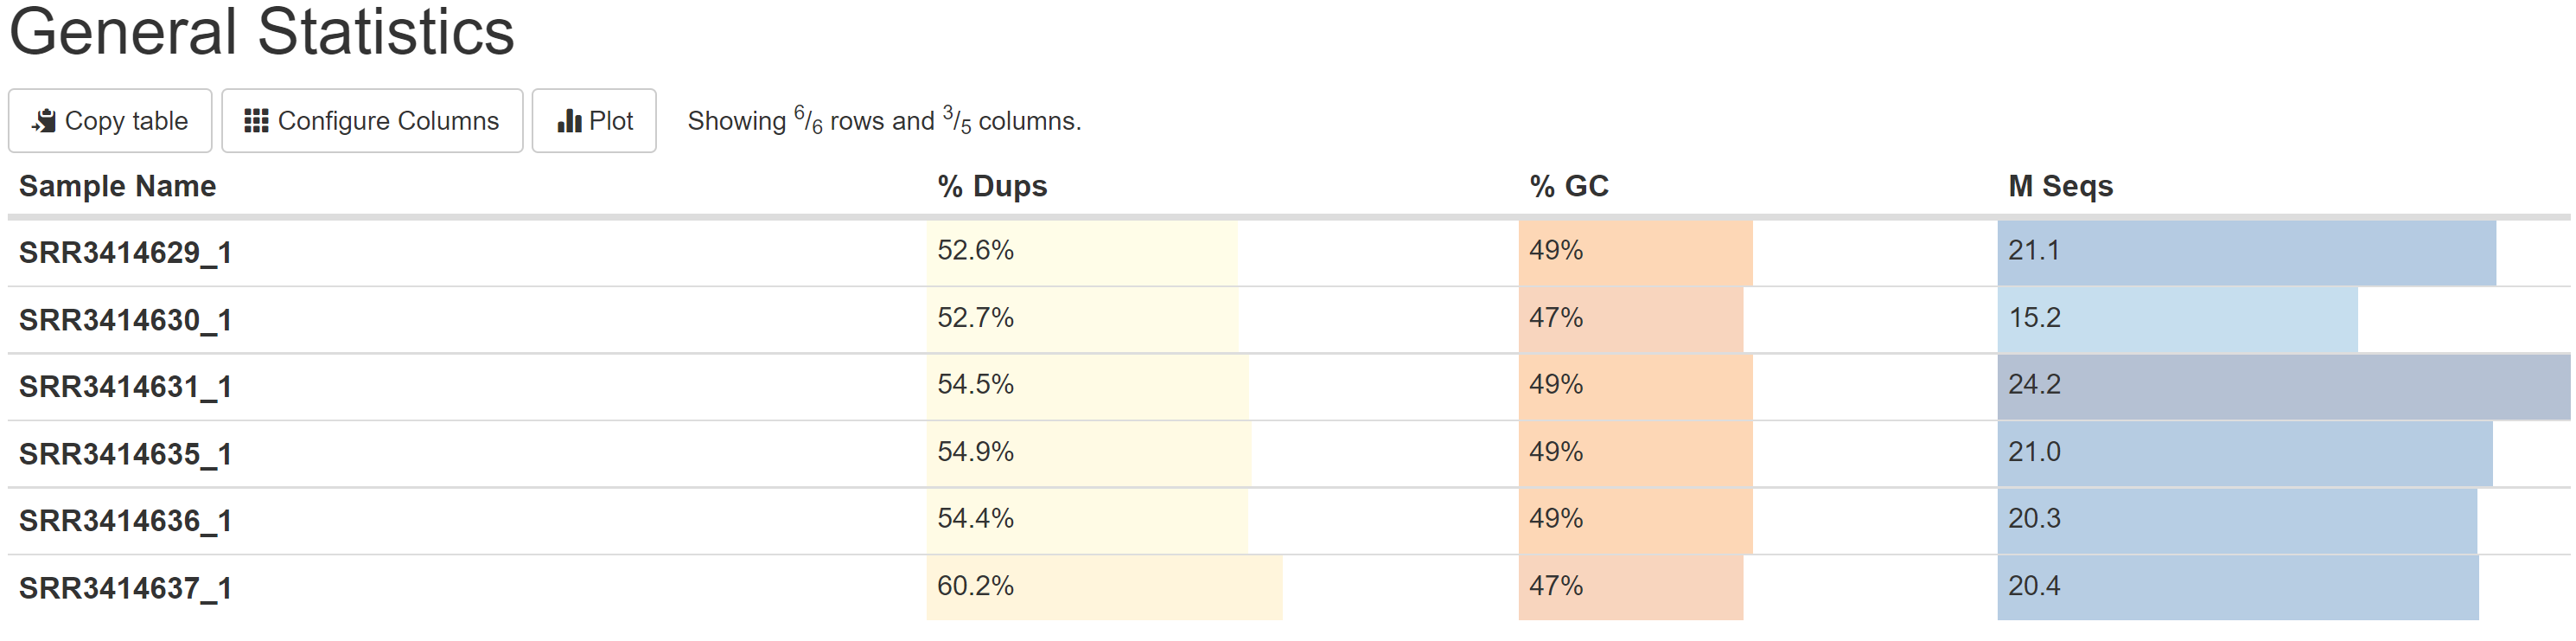 General Statistics
Copy table Configure Columns Plot Showing 6/6 rows and 3/5 columns.
Sample Name % Dups % GC M Seqs
SRR3414629_1 52.6% 49% 21.1
SRR3414630_1 52.7% 47% 15.2
SRR3414631_1 54.5% 49% 24.2
SRR3414635_1 54.9% 49% 21.0
SRR3414636_1 54.4% 49% 20.3
SRR3414637_1 60.2% 47% 20.4